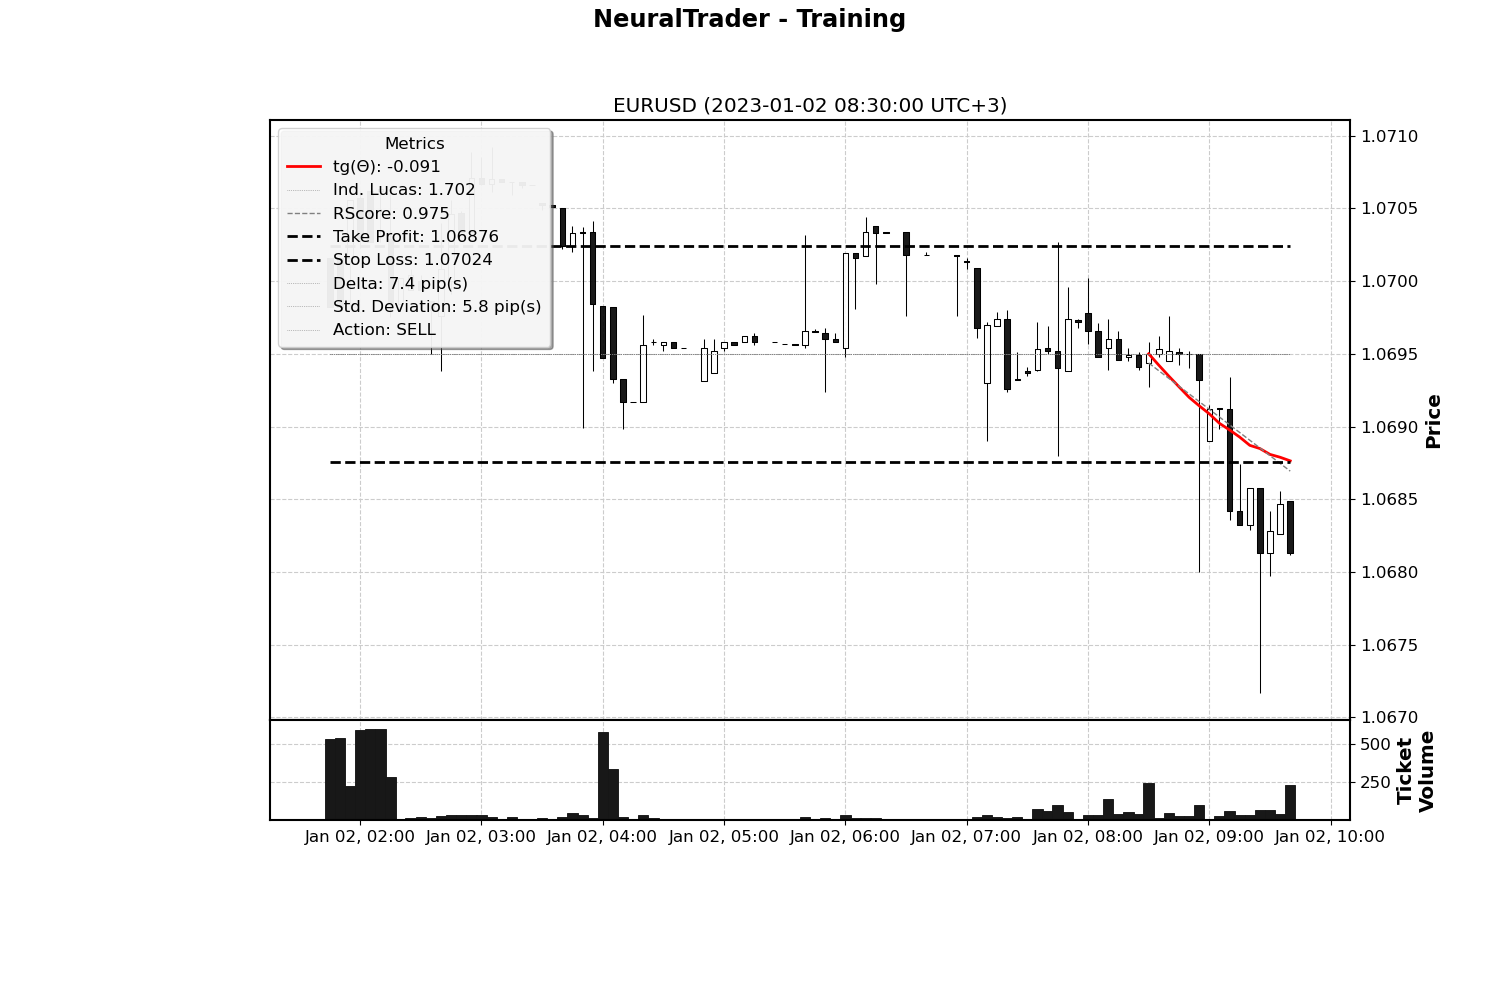 NeuralTrader - Training
EURUSD (2023-01-02 08:30:00 UTC+3)
Metrics
tg(Θ): -0.091
Ind. Lucas: 1.702
RScore: 0.975
Take Profit: 1.06876
Stop Loss: 1.07024
Delta: 7.4 pip(s)
Std. Deviation: 5.8 pip(s)
Action: SELL
1.0710
1.0705
1.0700
1.0695
1.0690
1.0685
1.0680
1.0675
1.0670
Price
500
250
Ticket
Volume
Jan 02, 02:00
Jan 02, 03:00
Jan 02, 04:00
Jan 02, 05:00
Jan 02, 06:00
Jan 02, 07:00
Jan 02, 08:00
Jan 02, 09:00
Jan 02, 10:00